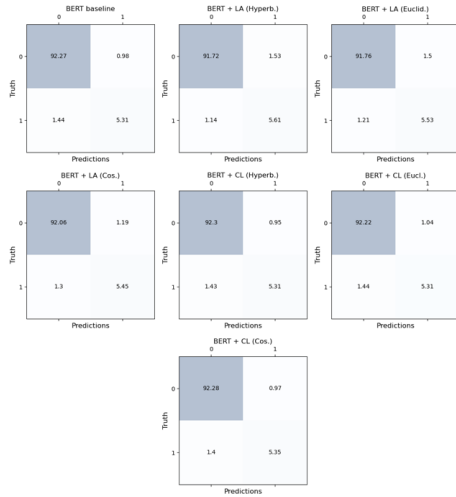 BERT baseline
0 1
0 92.27 0.98
Truth
1 1.44 5.31
Predictions
BERT + LA (Hyperb.)
0 1
0 91.72 1.53
Truth
1 1.14 5.61
Predictions
BERT + LA (Euclid.)
0 1
0 91.76 1.5
Truth
1 1.21 5.53
Predictions
BERT + LA (Cos.)
0 1
0 92.06 1.19
Truth
1 1.3 5.45
Predictions
BERT + CL (Hyperb.)
0 1
0 92.3 0.95
Truth
1 1.43 5.31
Predictions
BERT + CL (Eucl.)
0 1
0 92.22 1.04
Truth
1 1.44 5.31
Predictions
BERT + CL (Cos.)
0 1
0 92.28 0.97
Truth
1 1.4 5.35
Predictions